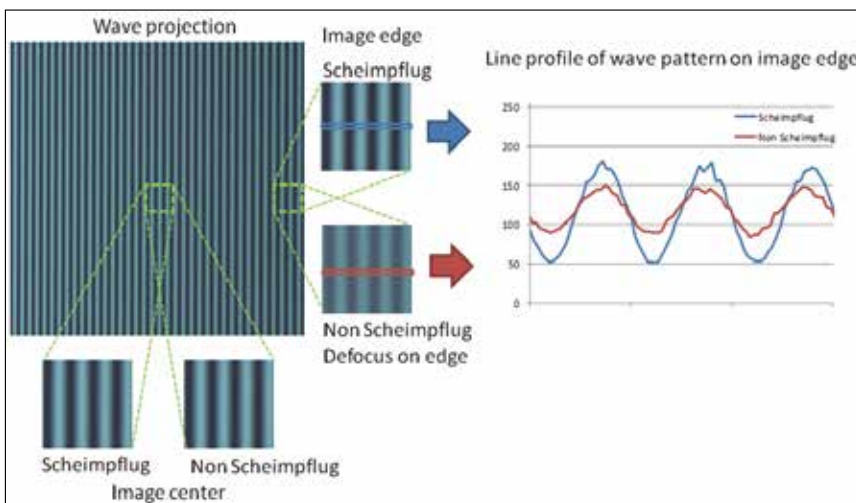 Wave projection
Image edge
Scheimpflug
Non Scheimpflug
Defocus on edge
Scheimpflug
Non Scheimpflug
Image center
Line profile of wave pattern on image edge
250
200
150
100
50
0
Scheimpflug
Non Scheimpflug